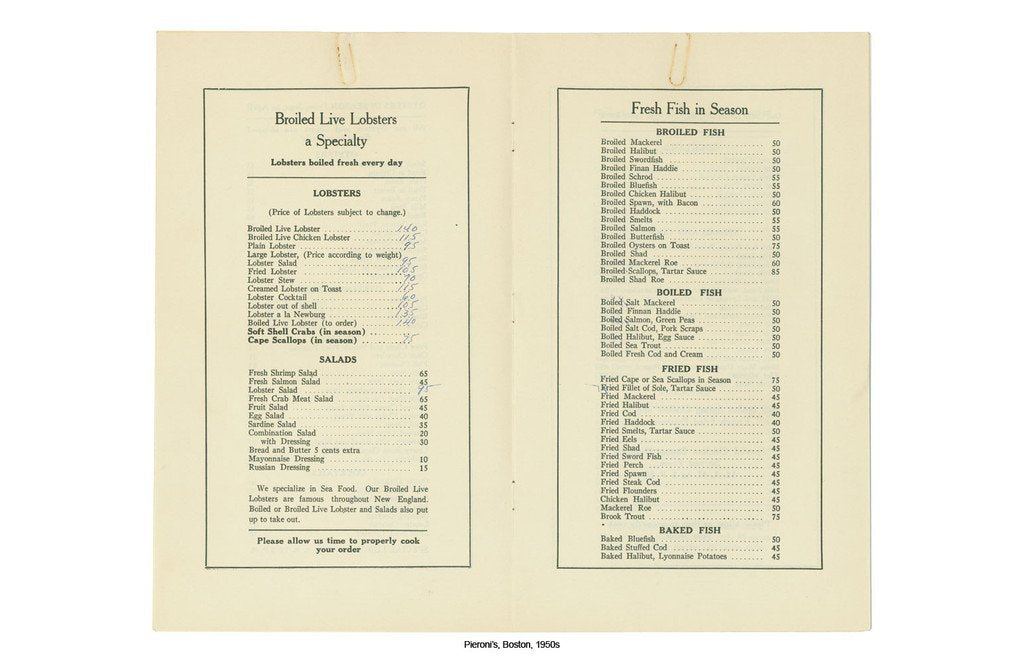 Broiled Live Lobsters
a Specialty
Lobsters boiled fresh every day
LOBSTERS
(Price of Lobsters subject to change.)
Broiled Live Lobster 140
Broiled Live Chicken Lobster 115
Plain Lobster 95
Large Lobster, (Price according to weight)
Lobster Salad 95
Fried Lobster 105
Lobster Stew 70
Creamed Lobster on Toast 115
Lobster Cocktail 60
Lobster out of shell 105
Lobster a la Newburg 135
Boiled Live Lobster (to order) 140
Soft Shell Crabs (in season)
Cape Scallops (in season)
SALADS
Fresh Shrimp Salad 65
Fresh Salmon Salad 45
Lobster Salad 95
Fresh Crab Meat Salad 65
Fruit Salad 45
Egg Salad 40
Sardine Salad 35
Combination Salad 20
with Dressing 30
Bread and Butter 5 cents extra
Mayonnaise Dressing 10
Russian Dressing 15
We specialize in Sea Food. Our Broiled Live
Lobsters are famous throughout New England.
Boiled or Broiled Live Lobster and Salads also put
up to take out.
Please allow us time to properly cook
your order
Fresh Fish in Season
BROILED FISH
Broiled Mackerel 50
Broiled Halibut 50
Broiled Swordfish 50
Broiled Finan Haddie 50
Broiled Schrod 55
Broiled Bluefish 55
Broiled Chicken Halibut 50
Broiled Spawn, with Bacon 60
Broiled Haddock 50
Broiled Smelts 55
Broiled Salmon 55
Broiled Butterfish 50
Broiled Oysters on Toast 75
Broiled Shad 50
Broiled Mackerel Roe 60
Broiled Scallops, Tartar Sauce 85
Broiled Shad Roe
BOILED FISH
Boiled Salt Mackerel 50
Boiled Finnan Haddie 50
Boiled Salmon, Green Peas 50
Boiled Salt Cod, Pork Scraps 50
Boiled Halibut, Egg Sauce 50
Boiled Sea Trout 50
Boiled Fresh Cod and Cream 50
FRIED FISH
Fried Cape or Sea Scallops in Season 75
Fried Fillet of Sole, Tartar Sauce 50
Fried Mackerel 45
Fried Halibut 45
Fried Cod 40
Fried Haddock 40
Fried Smelts, Tartar Sauce 50
Fried Eels 45
Fried Shad 45
Fried Sword Fish 45
Fried Perch 45
Fried Spawn 45
Fried Steak Cod 45
Fried Flounders 45
Chicken Halibut 45
Mackerel Roe 50
Brook Trout 75
BAKED FISH
Baked Bluefish 50
Baked Stuffed Cod 45
Baked Halibut, Lyonnaise Potatoes 45
Pieroni's, Boston, 1950s